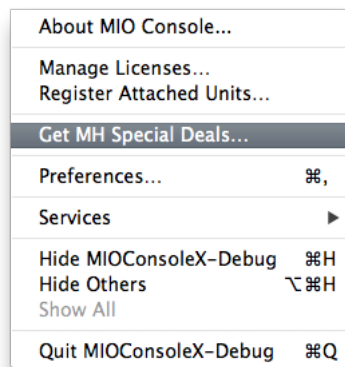 About MIO Console...
Manage Licenses...
Register Attached Units...
Get MH Special Deals...
Preferences... ⌘,
Services ▶
Hide MIOConsoleX-Debug ⌘H
Hide Others ⌥⌘H
Show All
Quit MIOConsoleX-Debug ⌘Q